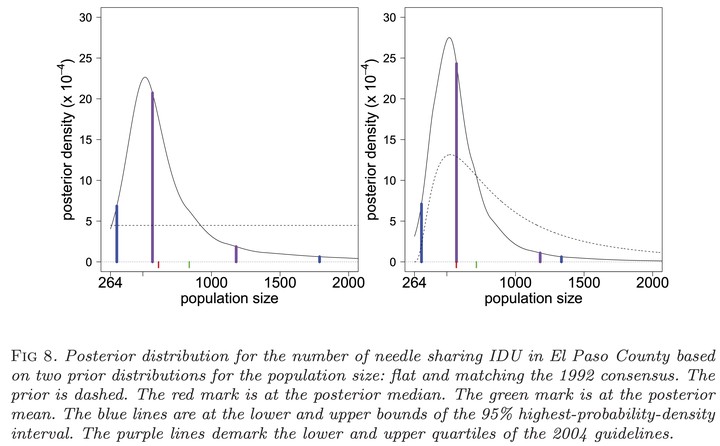 30
25
20
15
10
5
0
posterior density (x 10⁻⁴)
264
1000
1500
2000
population size
30
25
20
15
10
5
0
posterior density (x 10⁻⁴)
264
1000
1500
2000
population size
FIG 8. Posterior distribution for the number of needle sharing IDU in El Paso County based
on two prior distributions for the population size: flat and matching the 1992 consensus. The
prior is dashed. The red mark is at the posterior median. The green mark is at the posterior
mean. The blue lines are at the lower and upper bounds of the 95% highest-probability-density
interval. The purple lines demark the lower and upper quartiles of the 2004 guidelines.